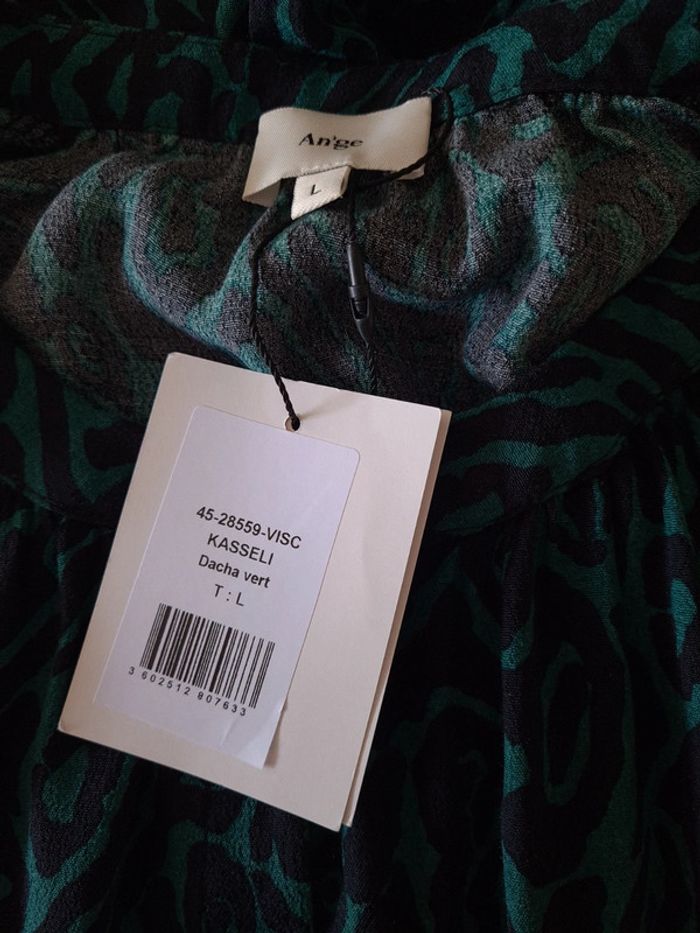 An'ge
L
45-28559-VISC
KASSELI
Dacha vert
T : L
3 602512 807633